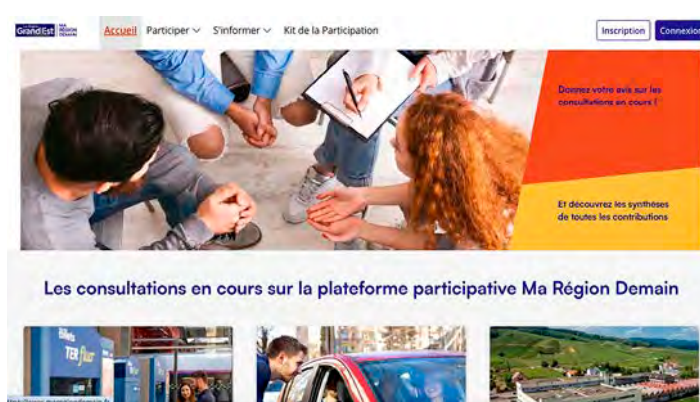 Grand Est
MA
RÉGION
DEMAIN
Accueil
Participer
S'informer
Kit de la Participation
Inscription
Connexion
Donnez votre avis sur les
consultations en cours !
Et découvrez les synthèses
de toutes les contributions
Les consultations en cours sur la plateforme participative Ma Région Demain
Billets
TER fluo